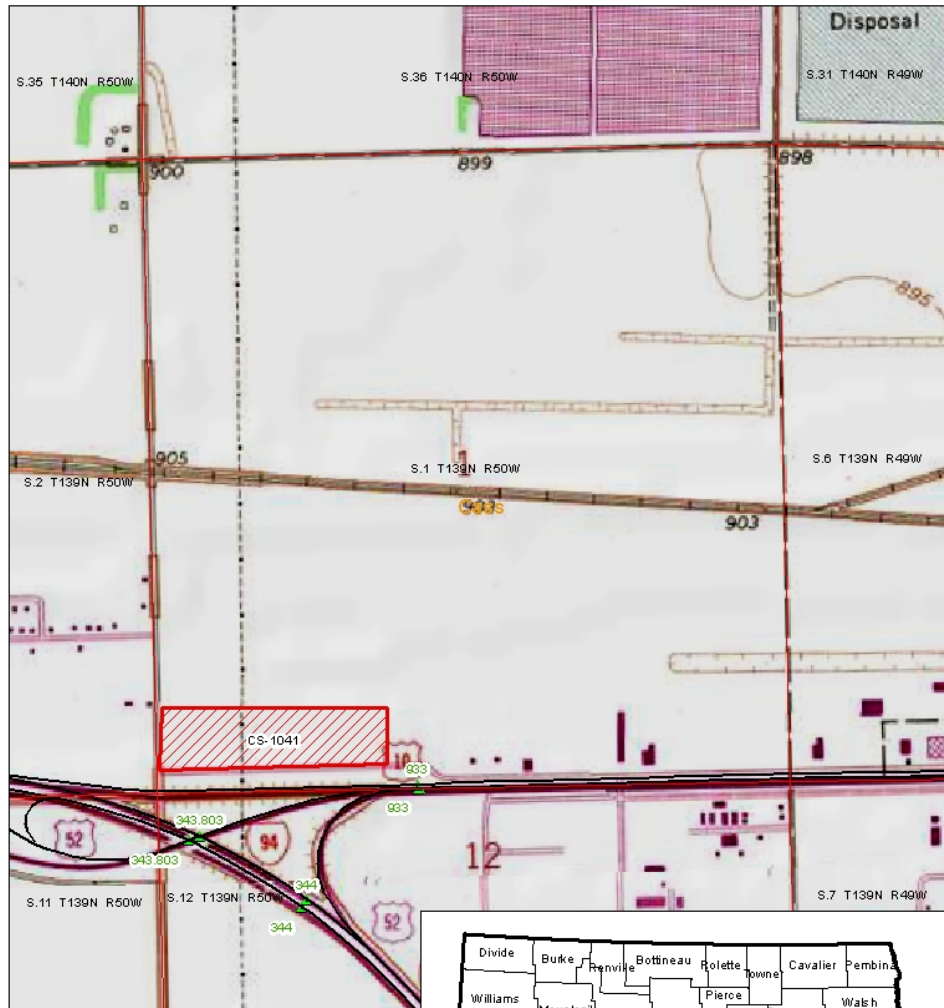 Disposal
S.35 T140N R50W
S.36 T140N R50W
S.31 T140N R49W
900
899
898
895
905
S.1 T139N R50W
S.6 T139N R49W
S.2 T139N R50W
903
CS-1041
10
933
933
343.803
52
94
343.803
12
344
S.11 T139N R50W
S.12 T139N R50W
S.7 T139N R49W
52
344
Divide
Burke
Renville
Bottineau
Rolette
Towner
Cavalier
Pembina
Williams
Pierce
Walsh